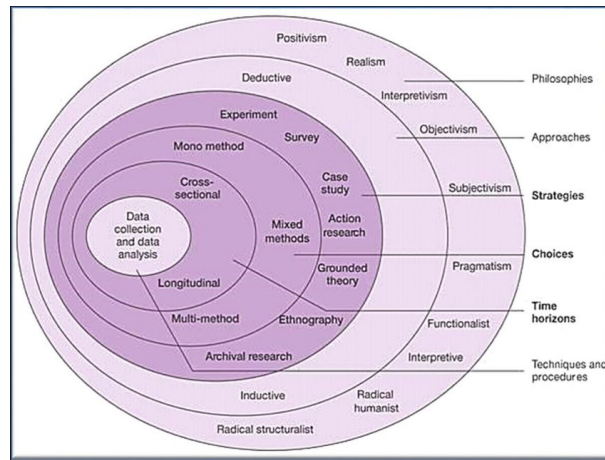 Positivism
Realism
Philosophies
Deductive
Interpretivism
Experiment
Objectivism
Approaches
Survey
Mono method
Case
study
Subjectivism
Strategies
Cross-
sectional
Action
research
Data
collection
and data
analysis
Mixed
methods
Choices
Grounded
theory
Pragmatism
Longitudinal
Time
horizons
Multi-method
Ethnography
Functionalist
Archival research
Interpretive
Techniques and
procedures
Inductive
Radical
humanist
Radical structuralist